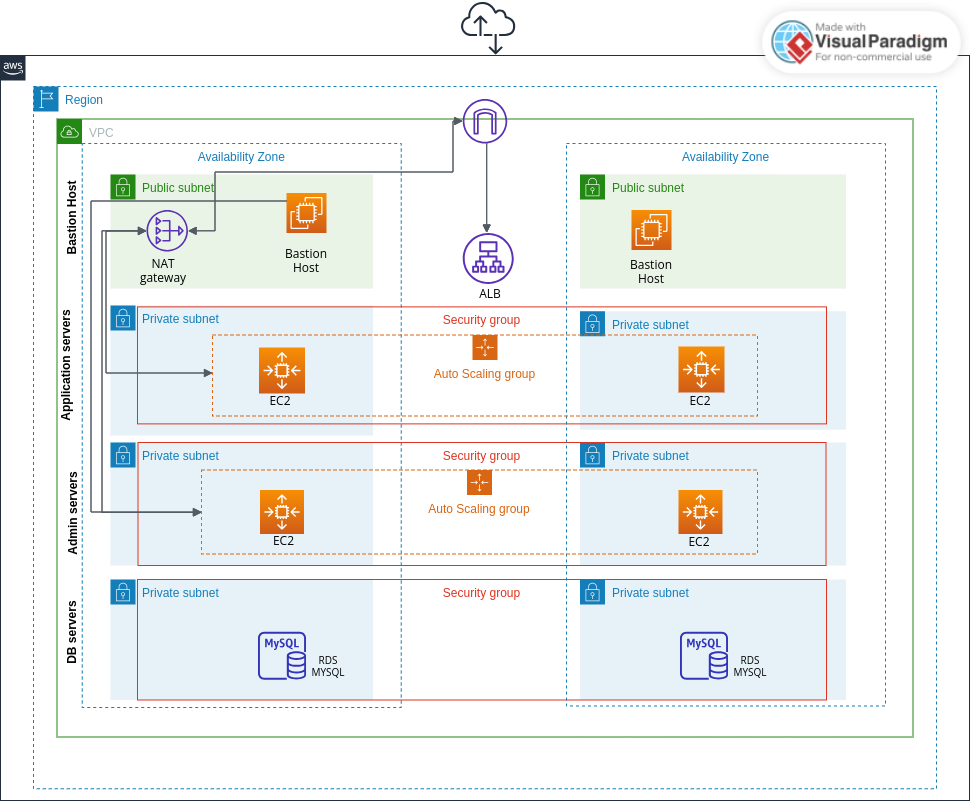 Made with
Visual Paradigm
For non-commercial use
aws
Region
VPC
Availability Zone
Availability Zone
Bastion Host
Public subnet
NAT
gateway
Bastion
Host
ALB
Public subnet
Bastion
Host
Application servers
Private subnet
Security group
Auto Scaling group
EC2
Private subnet
EC2
Admin servers
Private subnet
Security group
Auto Scaling group
EC2
Private subnet
EC2
DB servers
Private subnet
Security group
MySQL
RDS
MYSQL
Private subnet
MySQL
RDS
MYSQL